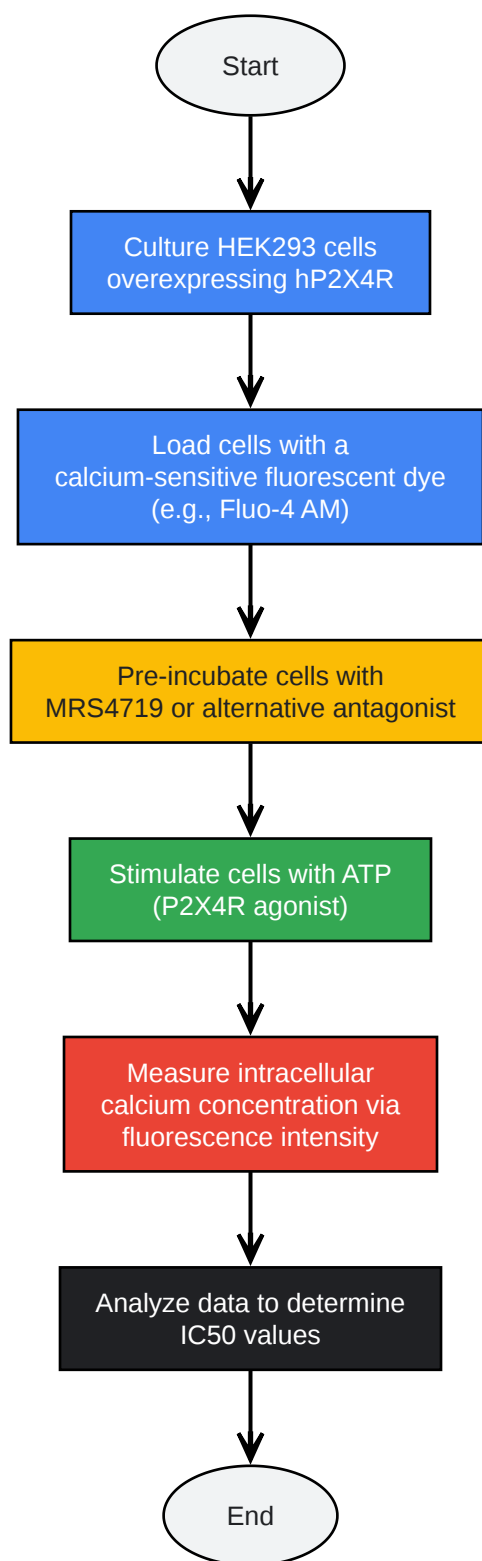 Start
Culture HEK293 cells
overexpressing hP2X4R
Load cells with a
calcium-sensitive fluorescent dye
(e.g., Fluo-4 AM)
Pre-incubate cells with
MRS4719 or alternative antagonist
Stimulate cells with ATP
(P2X4R agonist)
Measure intracellular
calcium concentration via
fluorescence intensity
Analyze data to determine
IC50 values
End